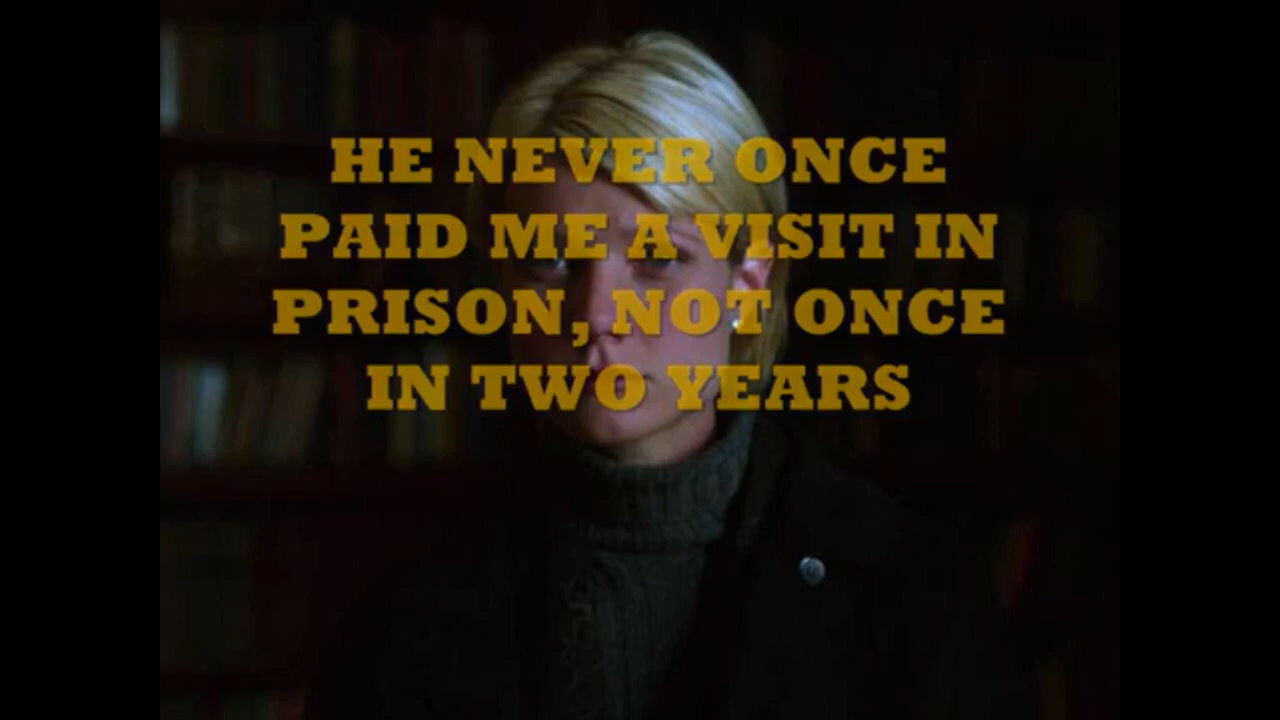 HE NEVER ONCE
PAID ME A VISIT IN
PRISON, NOT ONCE
IN TWO YEARS